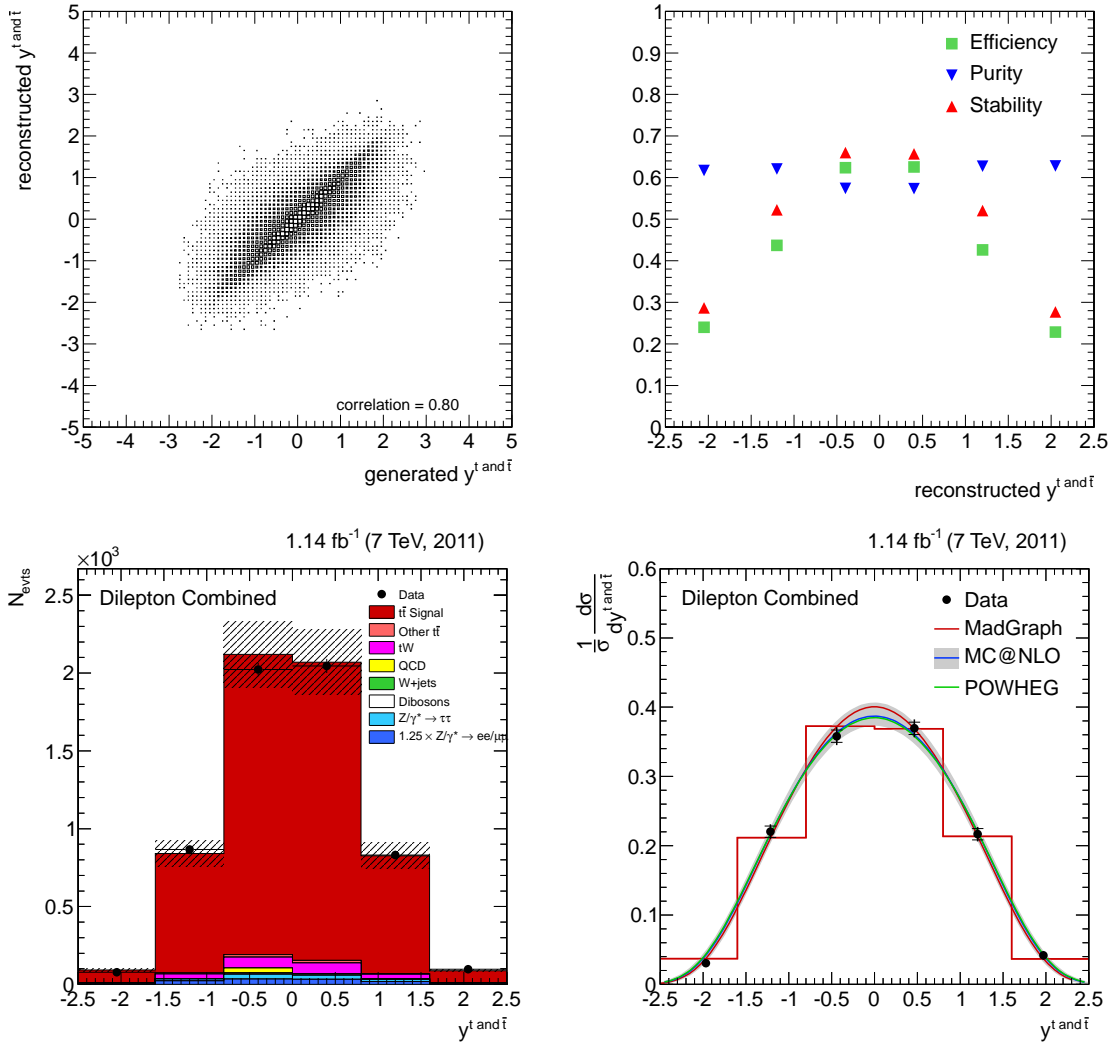 reconstructed y^{t and t̄}
5
4
3
2
1
0
-1
-2
-3
-4
-5
correlation = 0.80
-5 -4 -3 -2 -1 0 1 2 3 4 5
generated y^{t and t̄}
1
0.9
0.8
0.7
0.6
0.5
0.4
0.3
0.2
0.1
0
Efficiency
Purity
Stability
-2.5 -2 -1.5 -1 -0.5 0 0.5 1 1.5 2 2.5
reconstructed y^{t and t̄}
1.14 fb⁻¹ (7 TeV, 2011)
×10³
N_{evts}
2.5
2
1.5
1
0.5
0
Dilepton Combined
Data
tt̄ Signal
Other tt̄
tW
QCD
W+jets
Dibosons
Z/γ* → ττ
1.25 × Z/γ* → ee/μμ
-2.5 -2 -1.5 -1 -0.5 0 0.5 1 1.5 2 2.5
y^{t and t̄}
1.14 fb⁻¹ (7 TeV, 2011)
1/σ dσ/dy^{t and t̄}
0.6
0.5
0.4
0.3
0.2
0.1
0
Dilepton Combined
Data
MadGraph
MC@NLO
POWHEG
-2.5 -2 -1.5 -1 -0.5 0 0.5 1 1.5 2 2.5
y^{t and t̄}